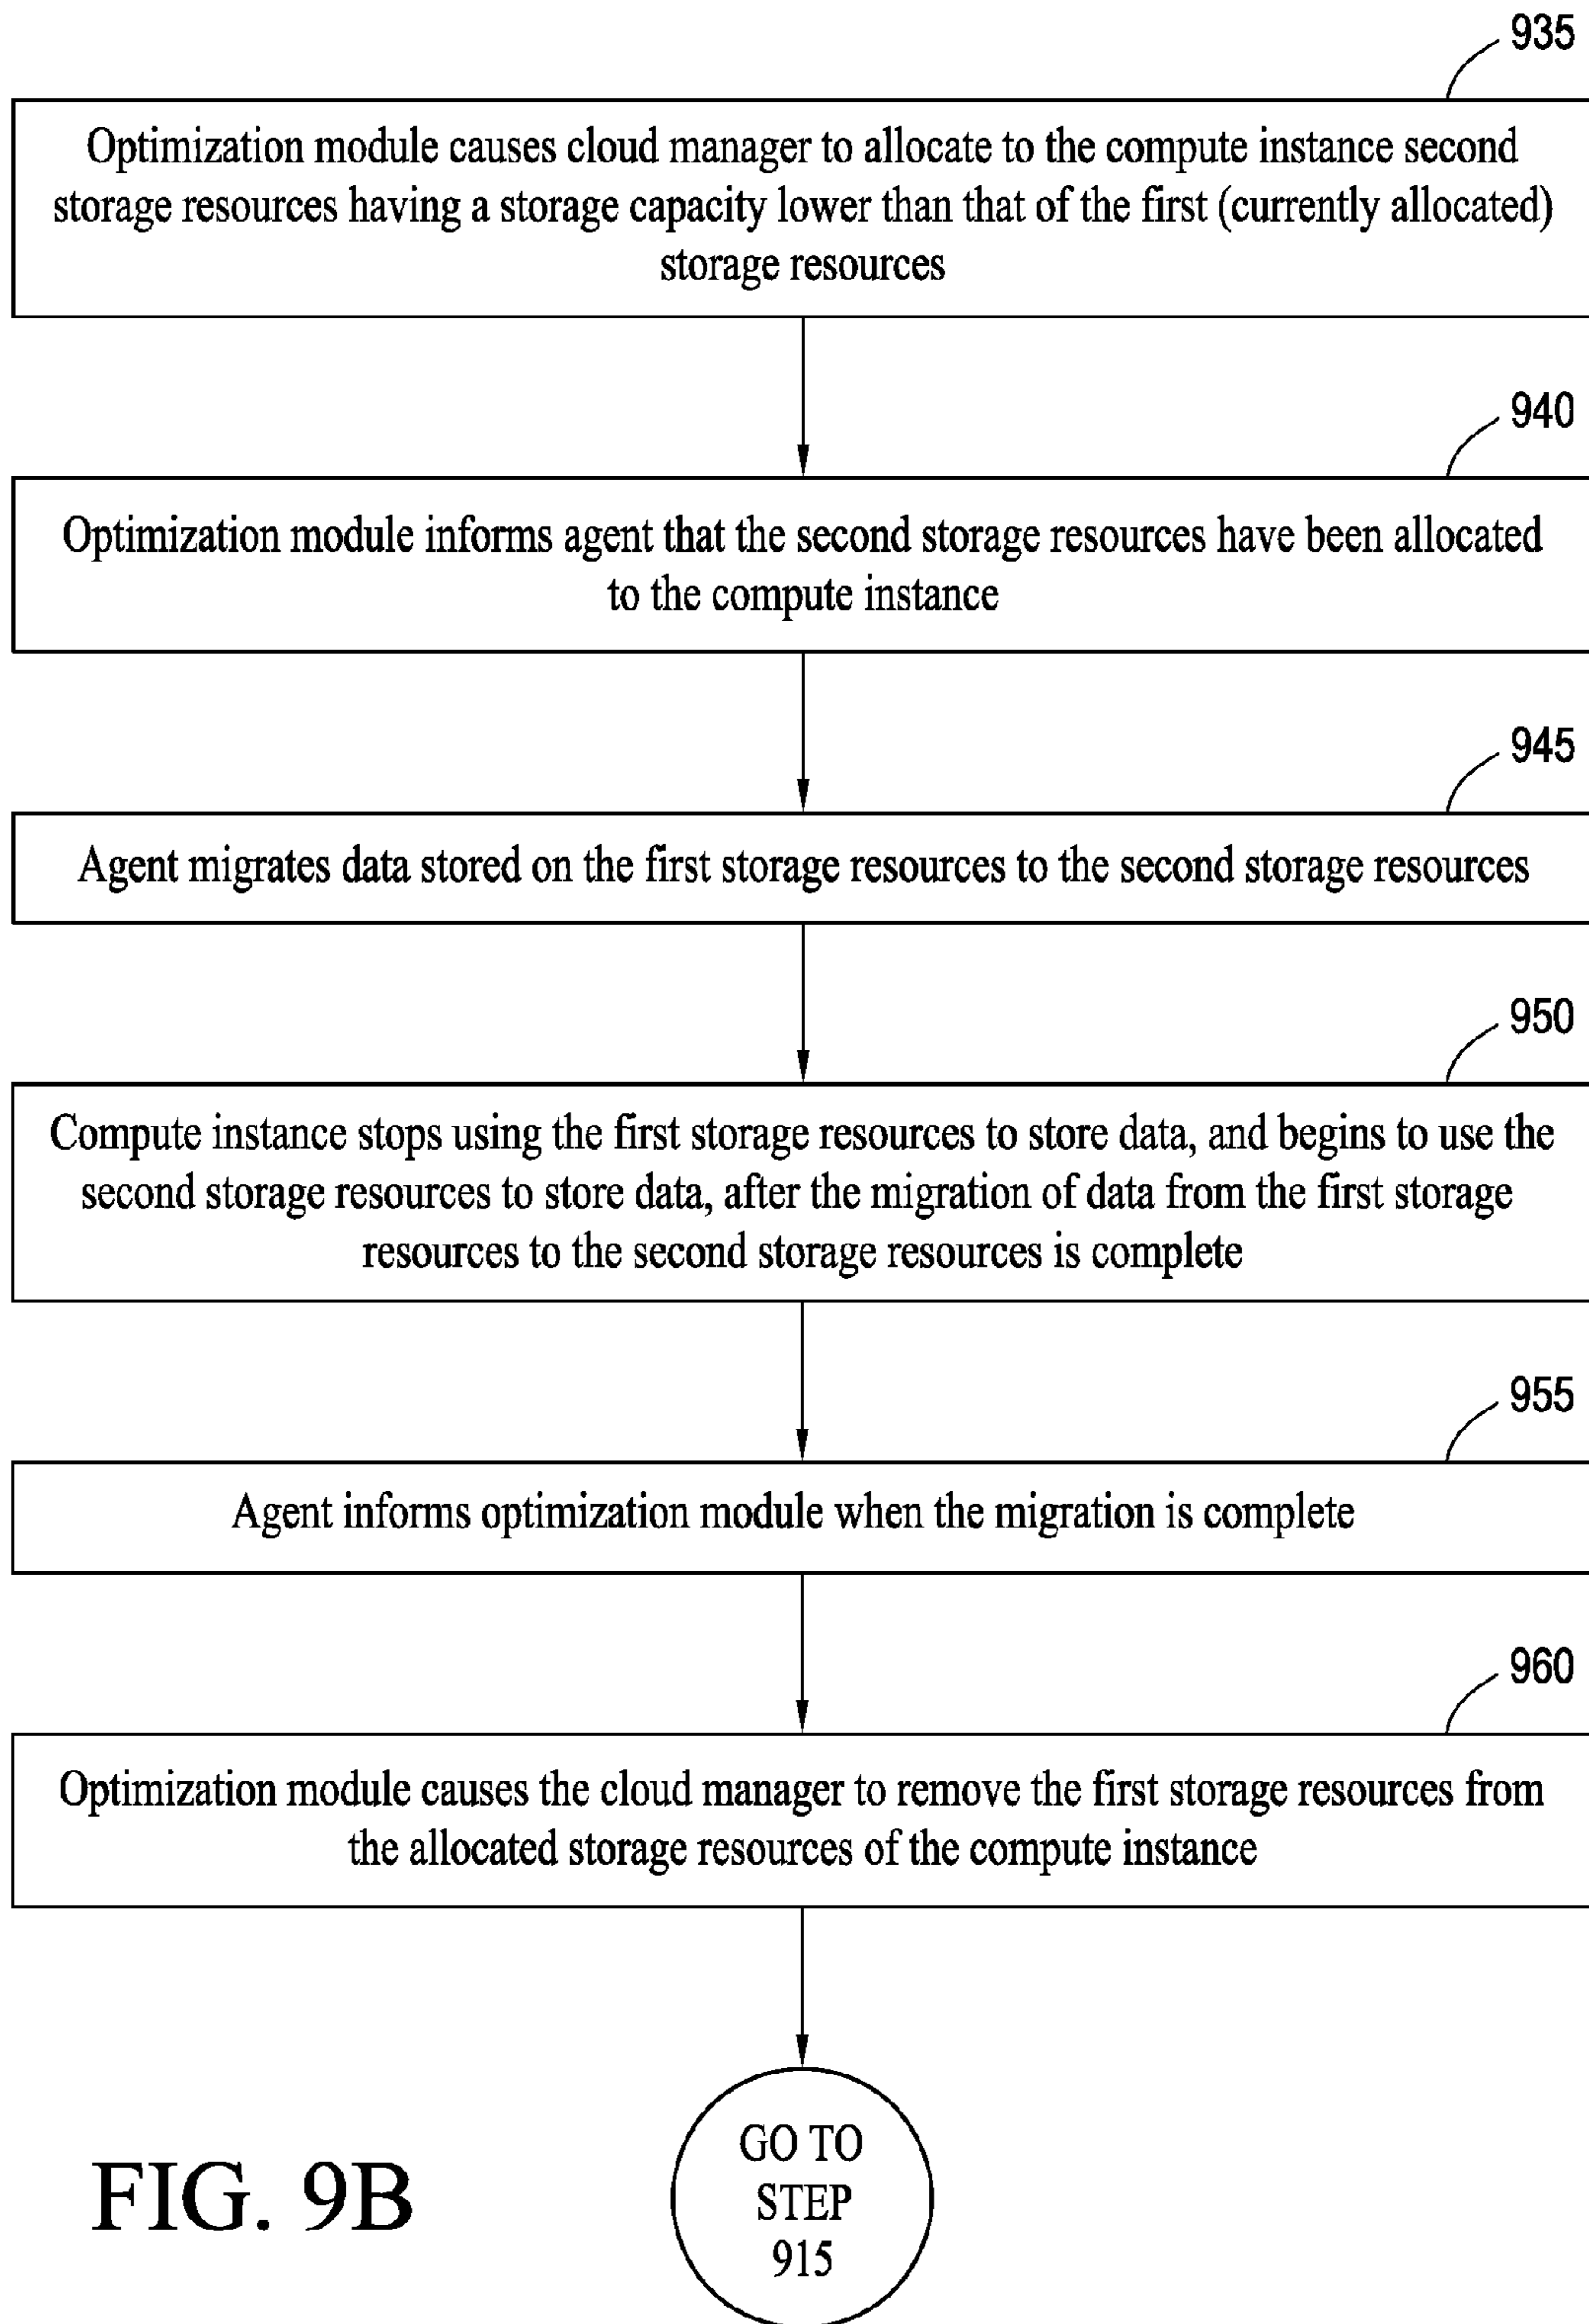 935
Optimization module causes cloud manager to allocate to the compute instance second
storage resources having a storage capacity lower than that of the first (currently allocated)
storage resources
940
Optimization module informs agent that the second storage resources have been allocated
to the compute instance
945
Agent migrates data stored on the first storage resources to the second storage resources
950
Compute instance stops using the first storage resources to store data, and begins to use the
second storage resources to store data, after the migration of data from the first storage
resources to the second storage resources is complete
955
Agent informs optimization module when the migration is complete
960
Optimization module causes the cloud manager to remove the first storage resources from
the allocated storage resources of the compute instance
GO TO
STEP
915
FIG. 9B